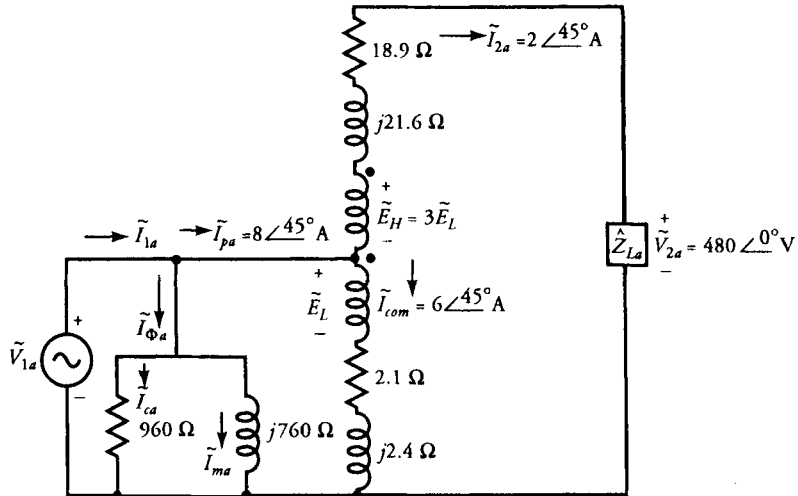 18.9 Ω
Ĩ2a = 2 ∠45° A
j21.6 Ω
+
ẼH = 3ẼL
−
Ĩ1a
Ĩpa = 8 ∠45° A
ẐLa
+
Ṽ2a = 480 ∠0° V
−
+
ẼL
−
Ĩcom = 6 ∠45° A
ĨΦa
+
Ṽ1a
−
Ĩca
2.1 Ω
960 Ω
Ĩma
j760 Ω
j2.4 Ω